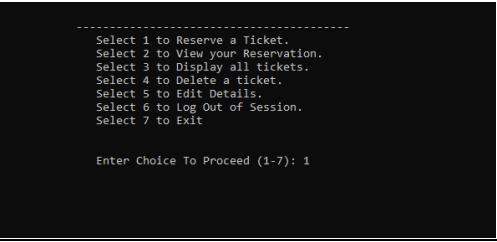 -----------------------------------------
Select 1 to Reserve a Ticket.
Select 2 to View your Reservation.
Select 3 to Display all tickets.
Select 4 to Delete a ticket.
Select 5 to Edit Details.
Select 6 to Log Out of Session.
Select 7 to Exit
Enter Choice To Proceed (1-7): 1